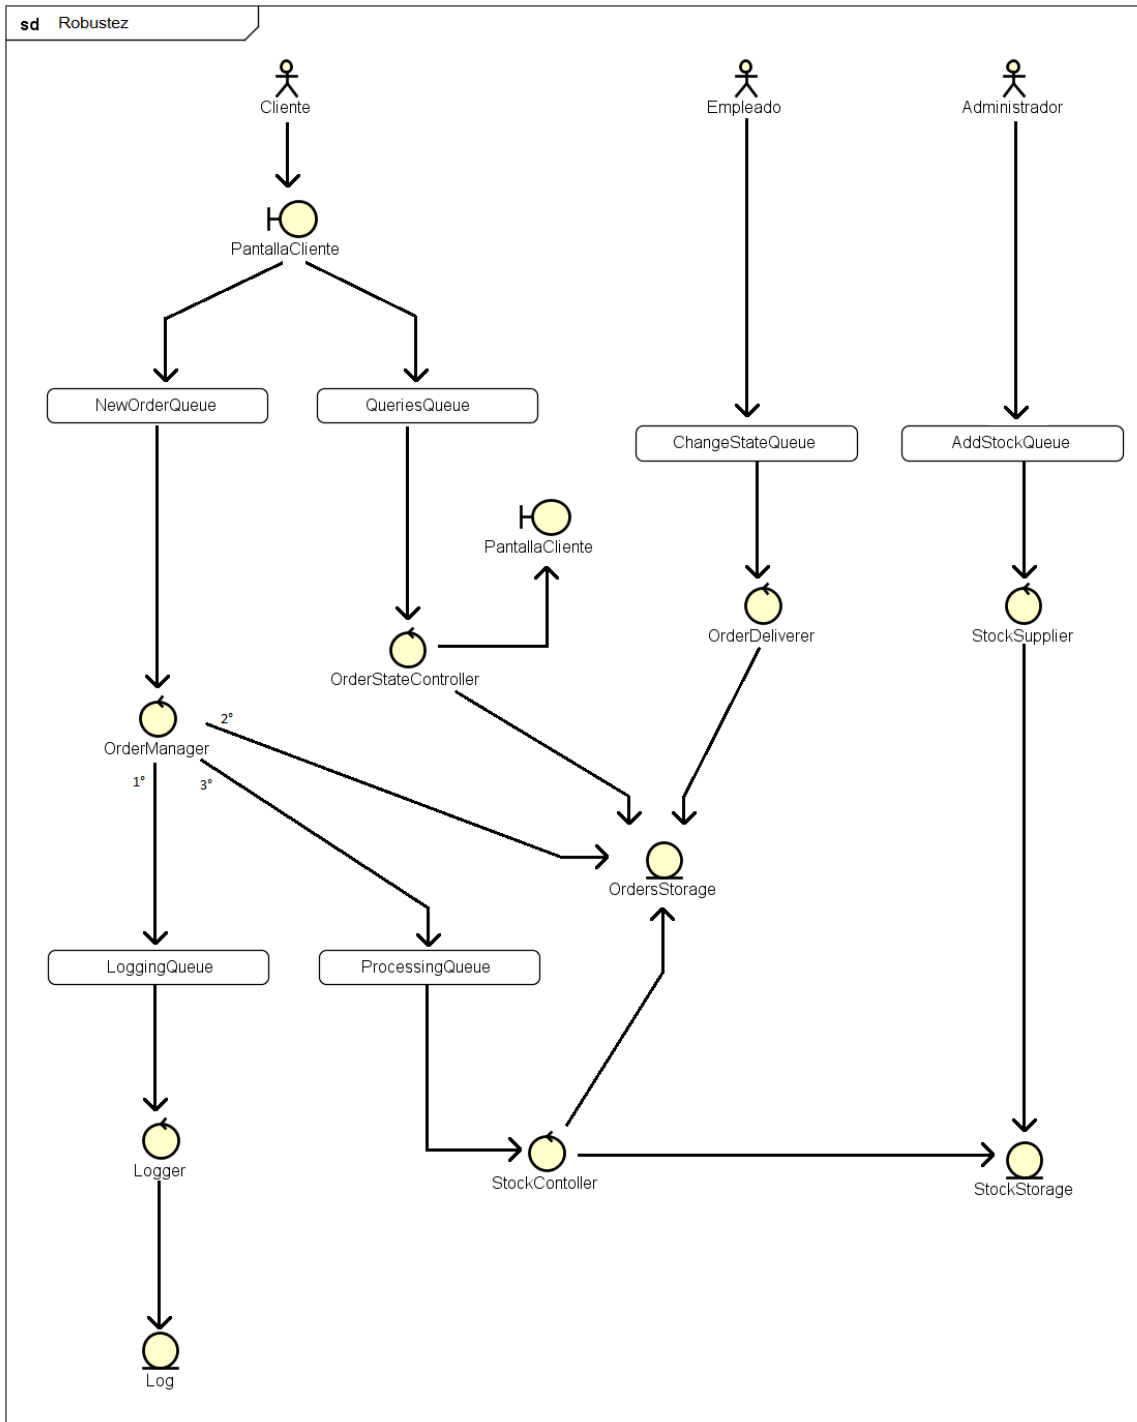 sd Robustez
Cliente
Empleado
Administrador
PantallaCliente
NewOrderQueue
QueriesQueue
ChangeStateQueue
AddStockQueue
PantallaCliente
OrderDeliverer
StockSupplier
OrderStateController
OrderManager
2°
1°
3°
OrdersStorage
LoggingQueue
ProcessingQueue
Logger
StockContoller
StockStorage
Log